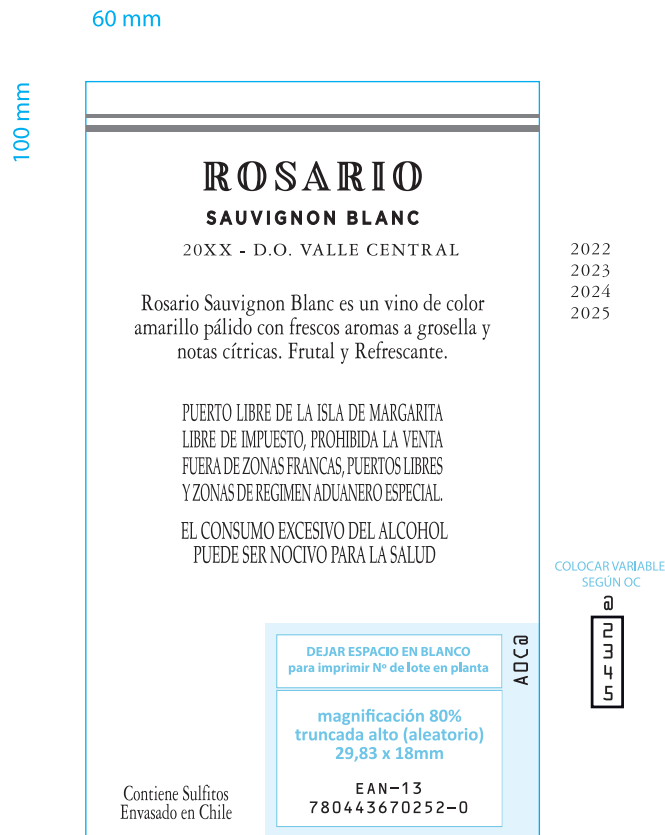 60 mm
100 mm
ROSARIO
SAUVIGNON BLANC
20XX - D.O. VALLE CENTRAL
2022
2023
2024
2025
Rosario Sauvignon Blanc es un vino de color
amarillo pálido con frescos aromas a grosella y
notas cítricas. Frutal y Refrescante.
PUERTO LIBRE DE LA ISLA DE MARGARITA
LIBRE DE IMPUESTO, PROHIBIDA LA VENTA
FUERA DE ZONAS FRANCAS, PUERTOS LIBRES
Y ZONAS DE REGIMEN ADUANERO ESPECIAL.
EL CONSUMO EXCESIVO DEL ALCOHOL
PUEDE SER NOCIVO PARA LA SALUD
COLOCAR VARIABLE
SEGÚN OC
@
2
3
4
5
DEJAR ESPACIO EN BLANCO
para imprimir Nº de lote en planta
AOC@
magnificación 80%
truncada alto (aleatorio)
29,83 x 18mm
EAN-13
780443670252-0
Contiene Sulfitos
Envasado en Chile